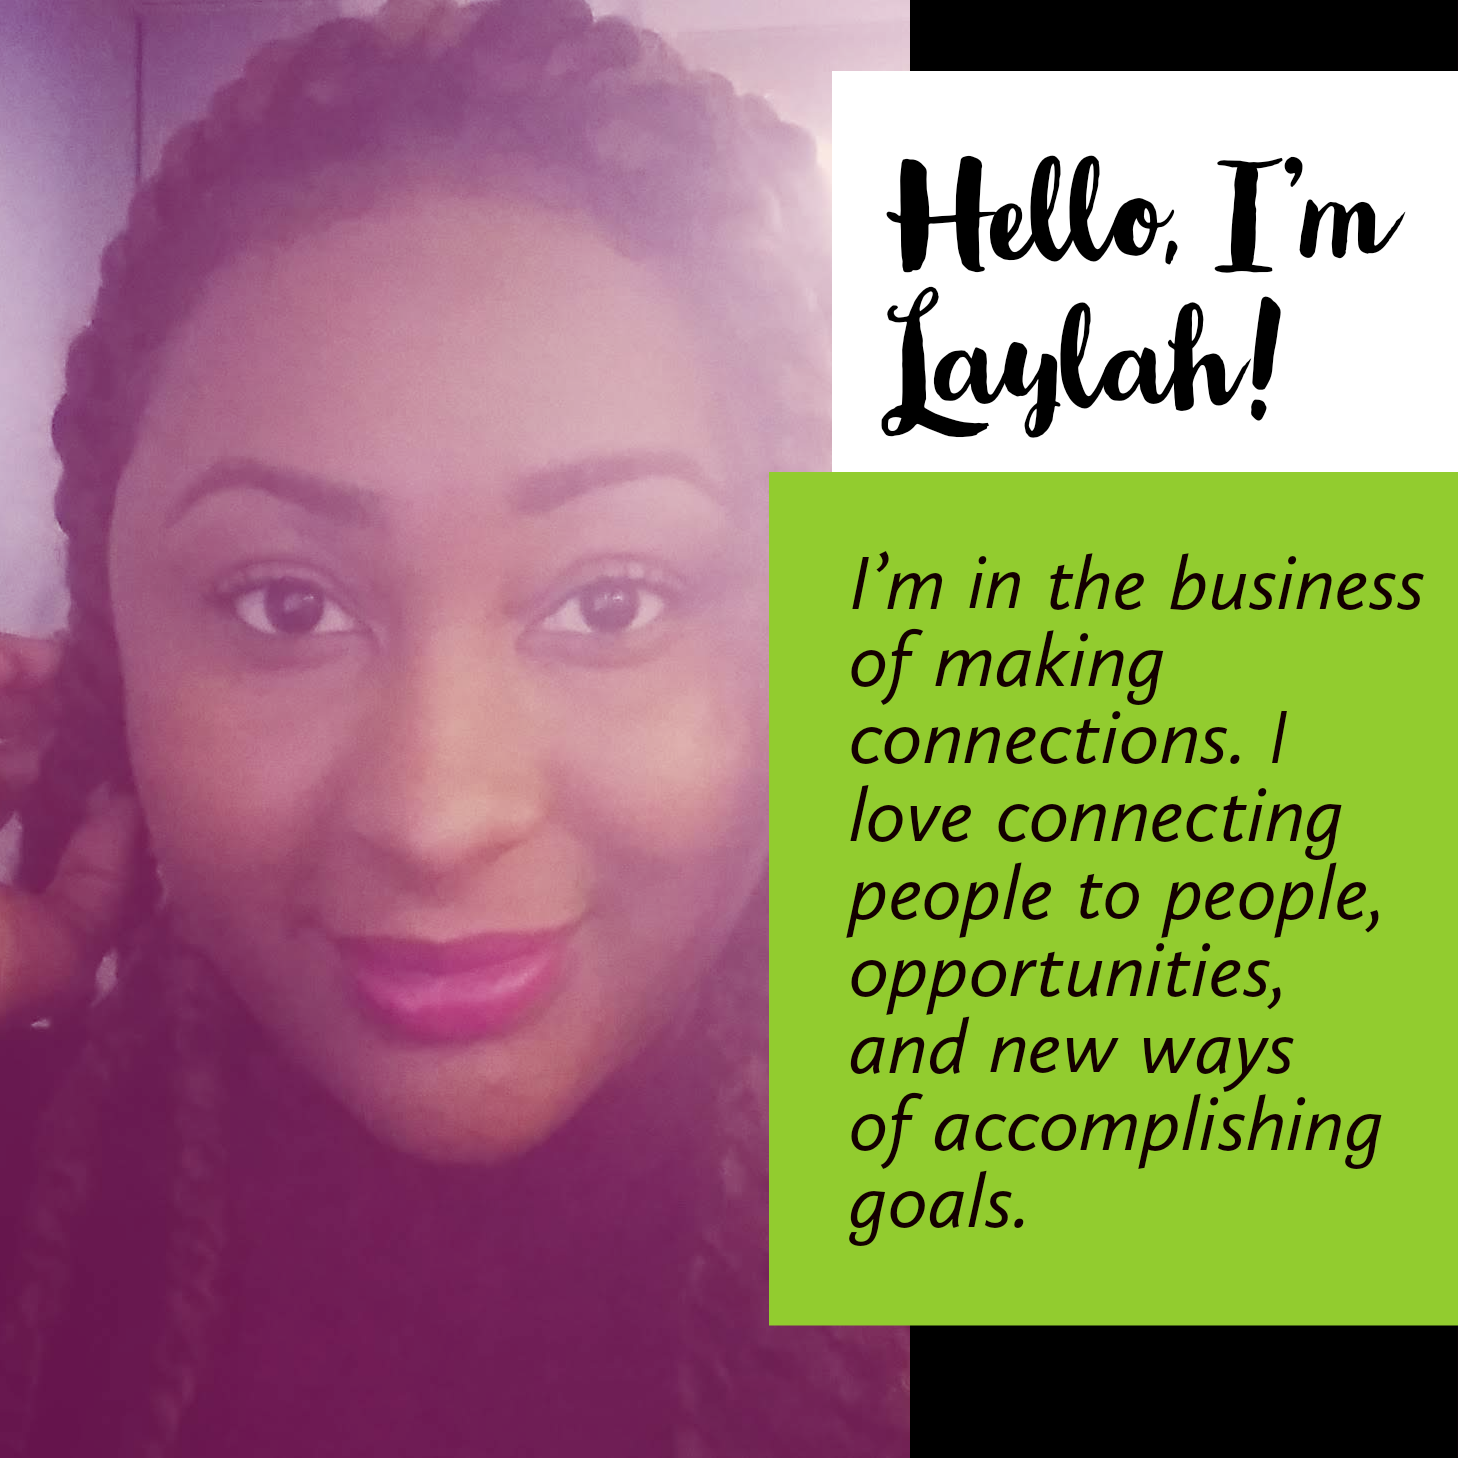 Hello, I’m
Laylah!
I’m in the business
of making
connections. I
love connecting
people to people,
opportunities,
and new ways
of accomplishing
goals.